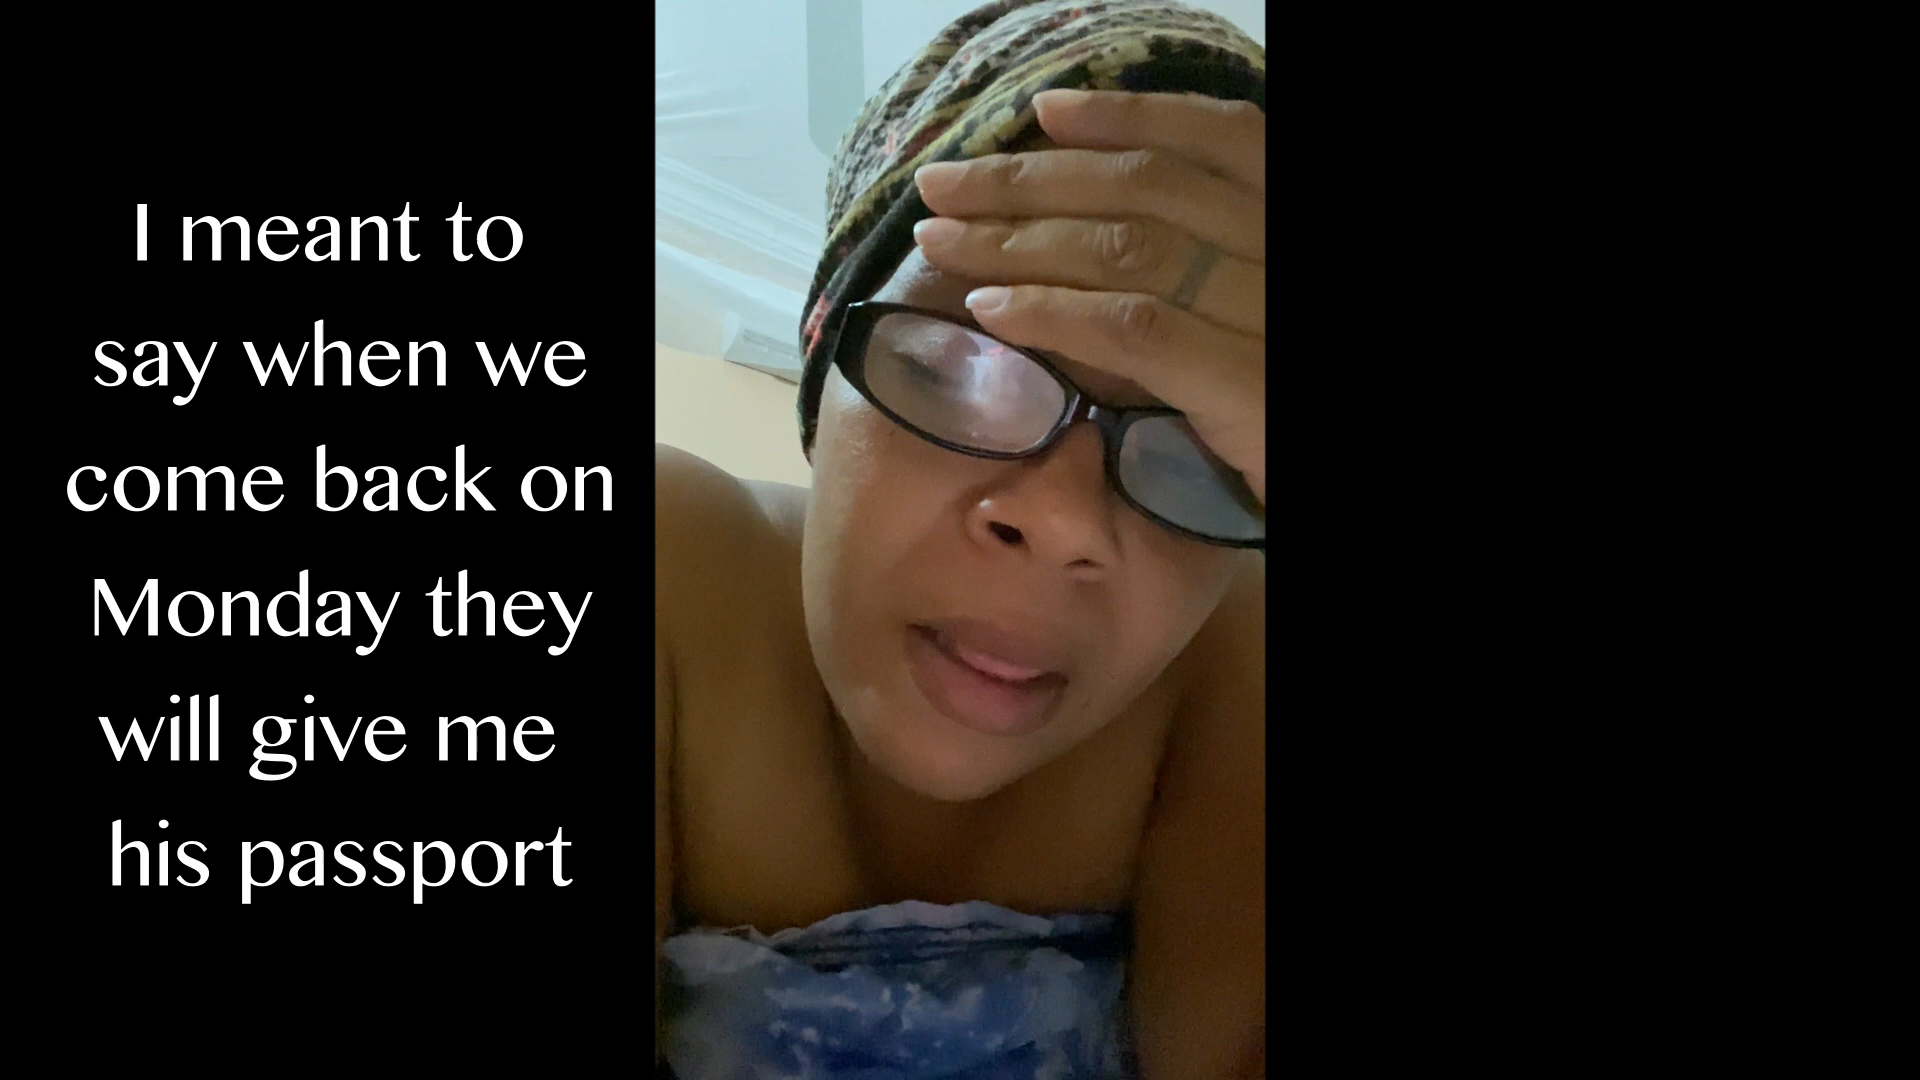 I meant to
say when we
come back on
Monday they
will give me
his passport